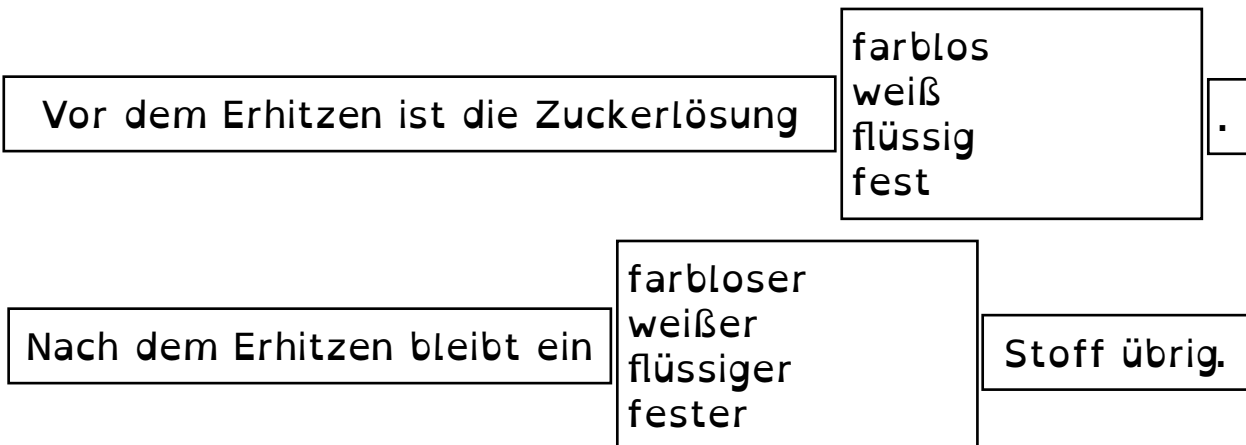 farblos
Vor dem Erhitzen ist die Zuckerlösung weiß .
flüssig
fest
farbloser
Nach dem Erhitzen bleibt ein weißer Stoff übrig.
flüssiger
fester